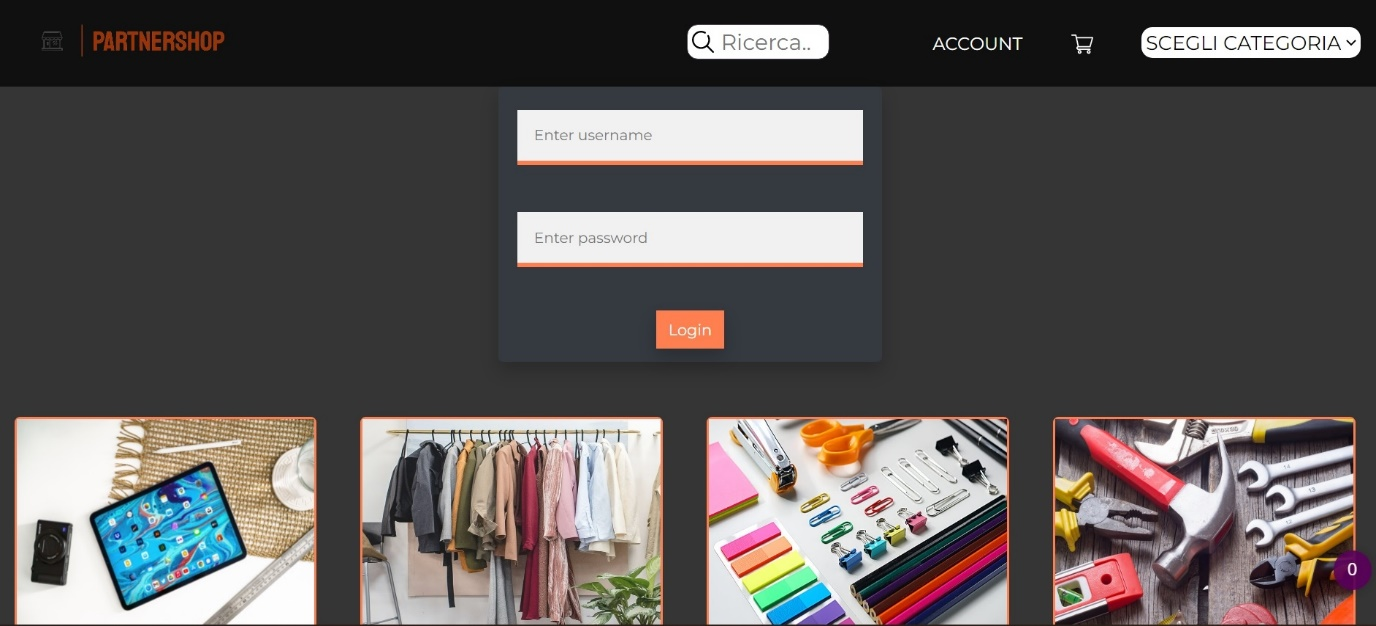 PARTNERSHOP
Ricerca..
ACCOUNT
SCEGLI CATEGORIA
Enter username
Enter password
Login
0